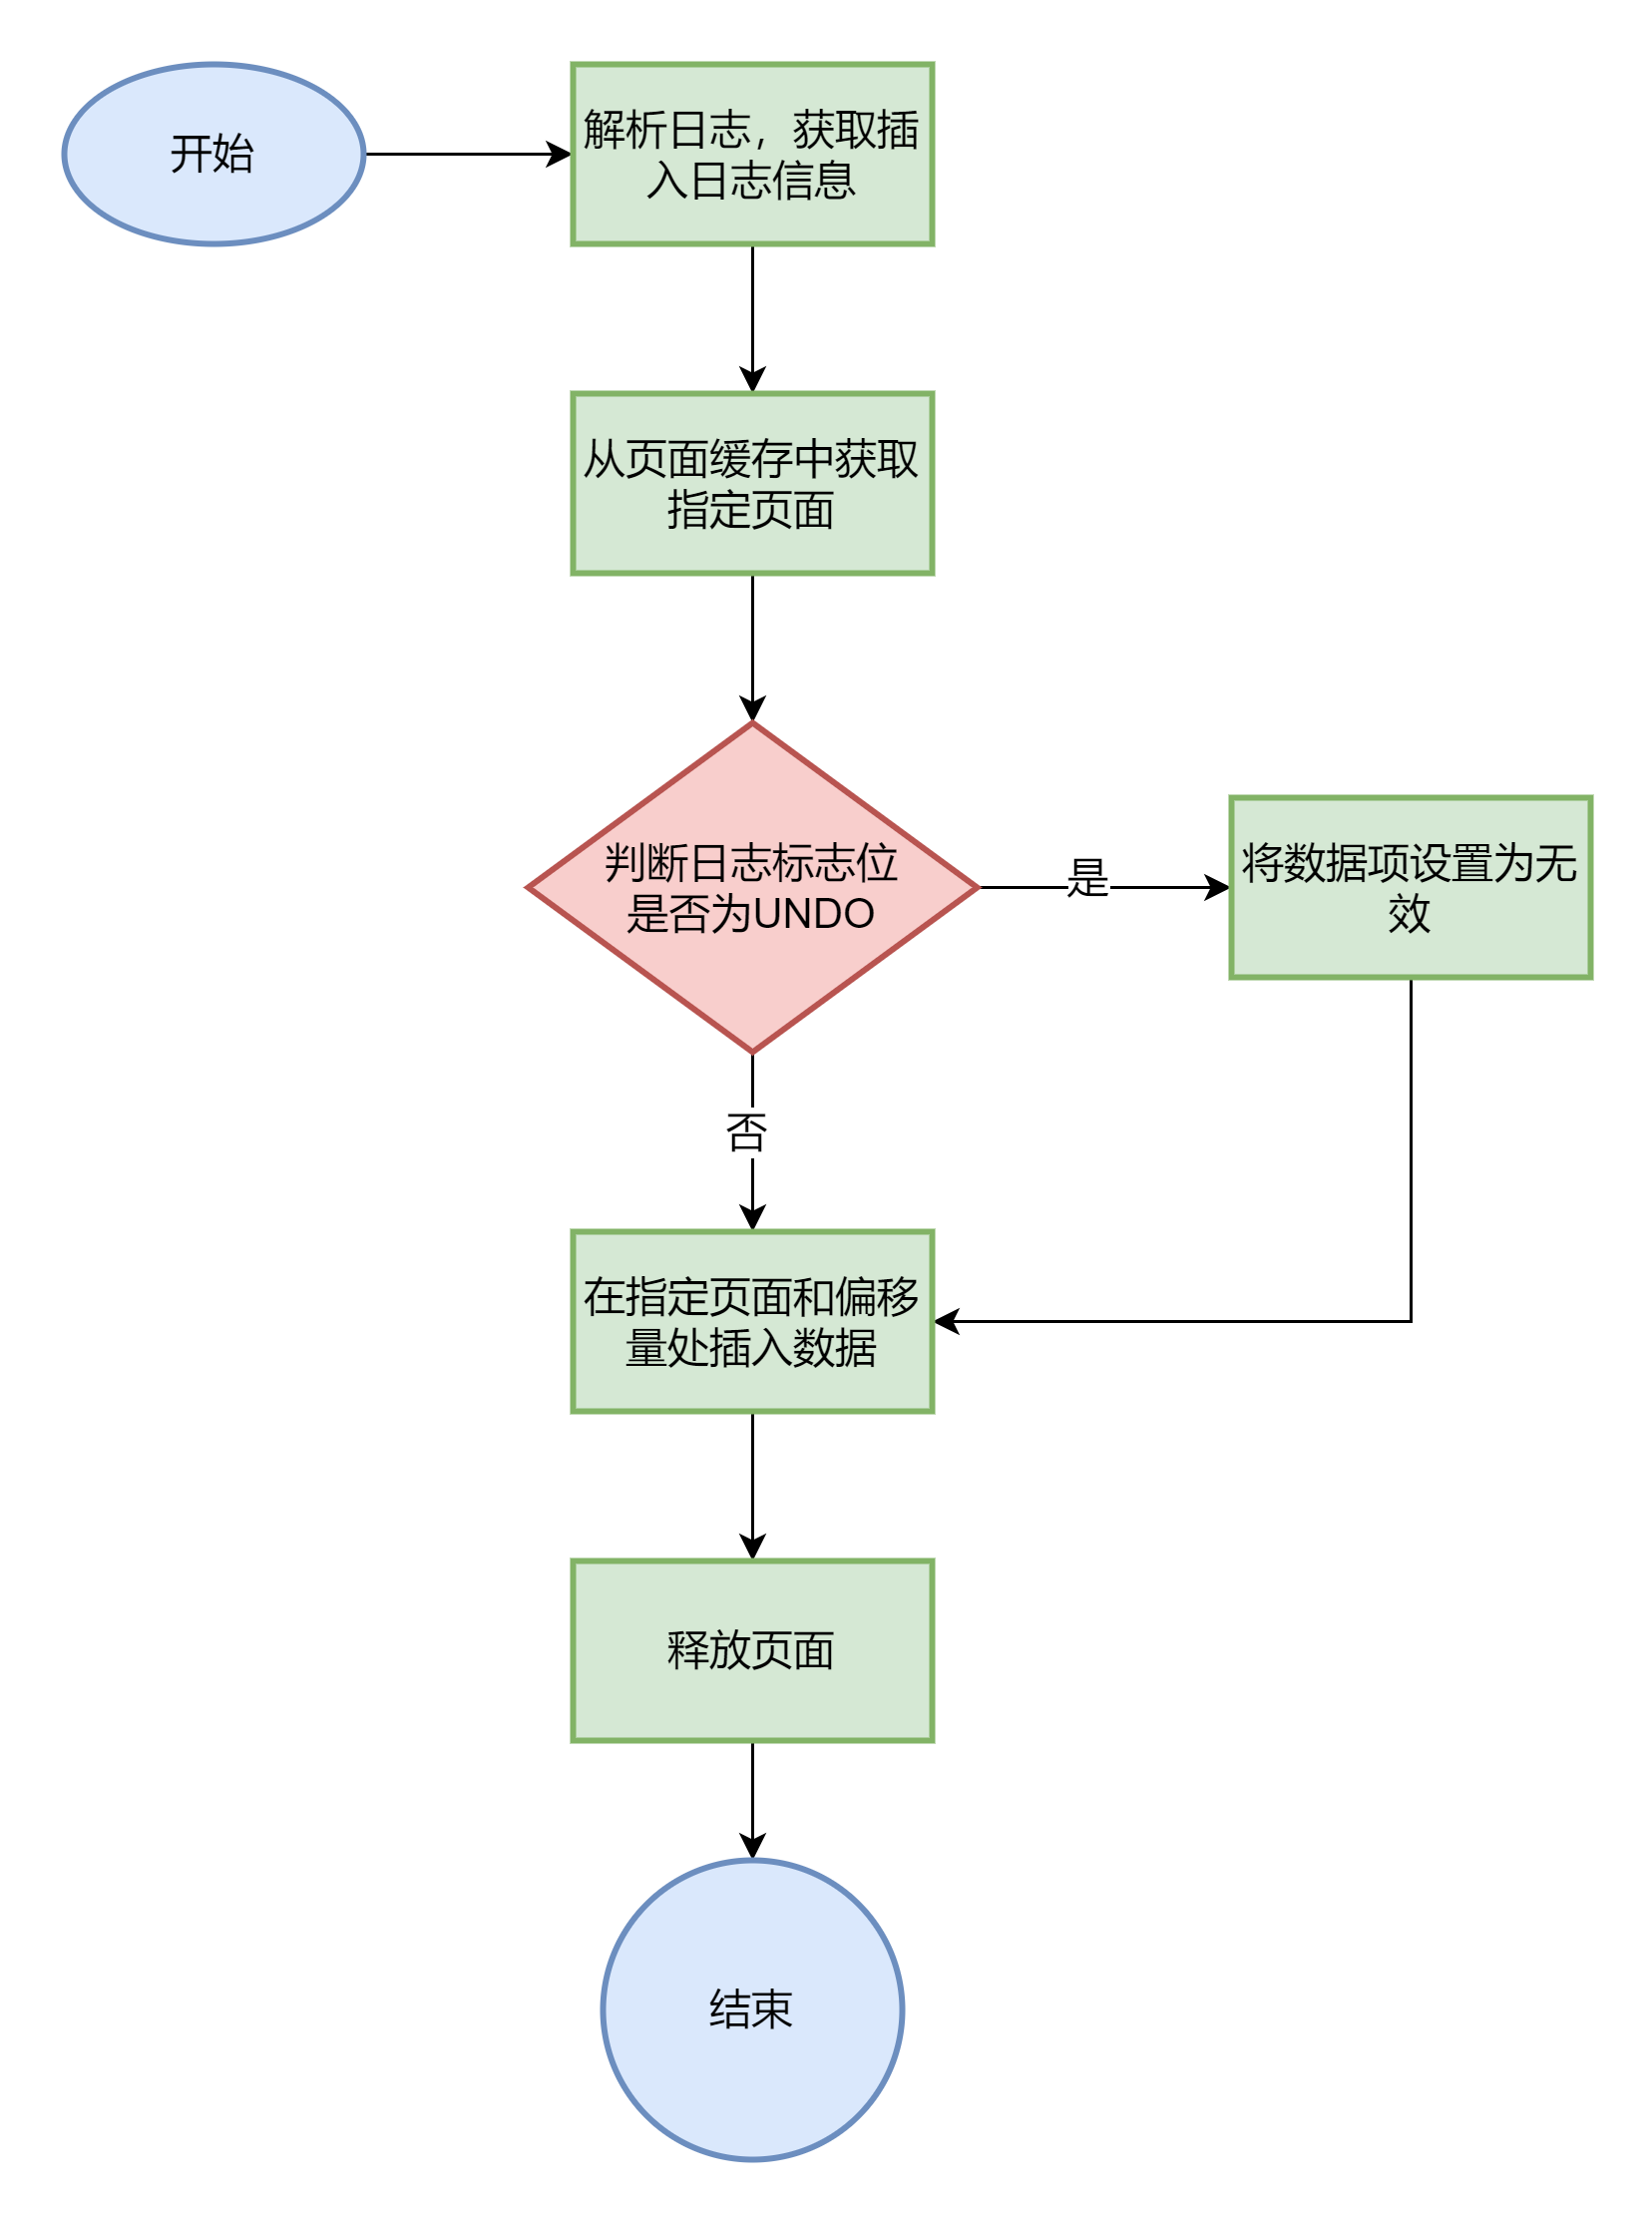 开始
解析日志，获取插
入日志信息
从页面缓存中获取
指定页面
判断日志标志位
是否为UNDO
是
将数据项设置为无
效
否
在指定页面和偏移
量处插入数据
释放页面
结束